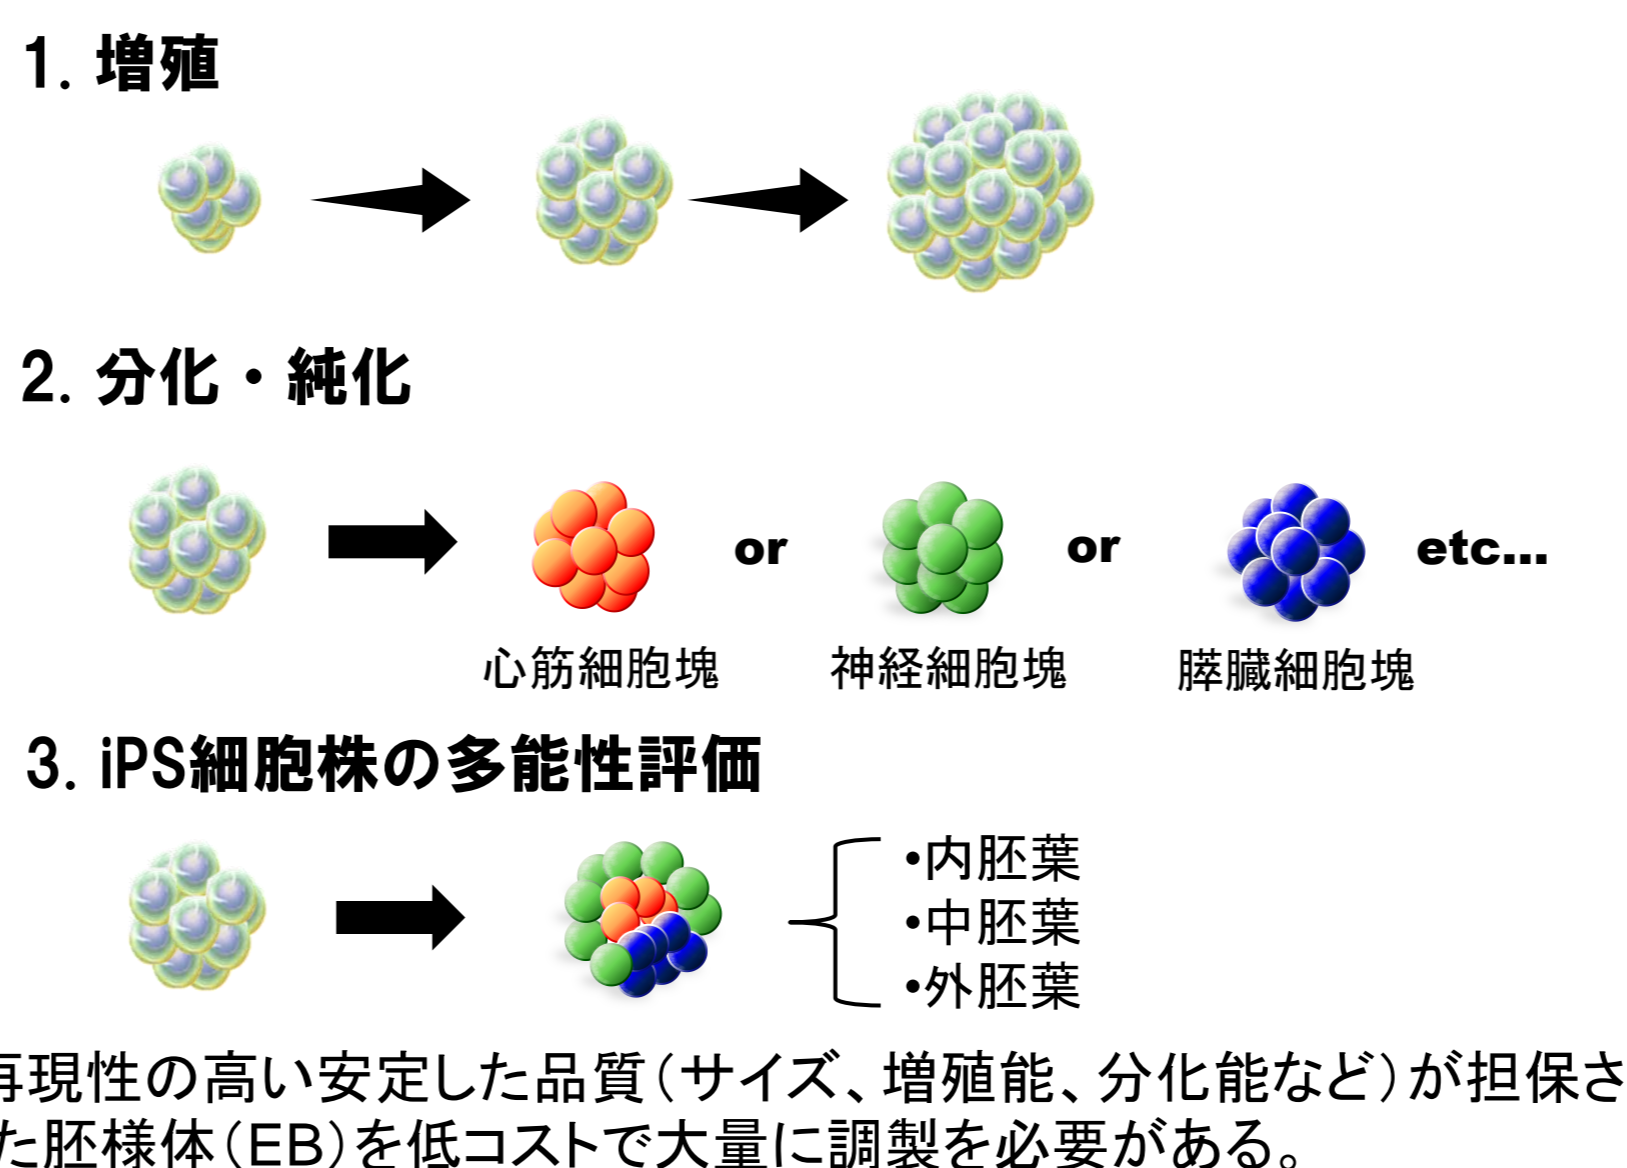 1. 増殖
2. 分化・純化
or
or
etc...
心筋細胞塊
神経細胞塊
膵臓細胞塊
3. iPS細胞株の多能性評価
•内胚葉
•中胚葉
•外胚葉
再現性の高い安定した品質（サイズ、増殖能、分化能など）が担保さ
た胚様体（EB）を低コストで大量に調製を必要がある。